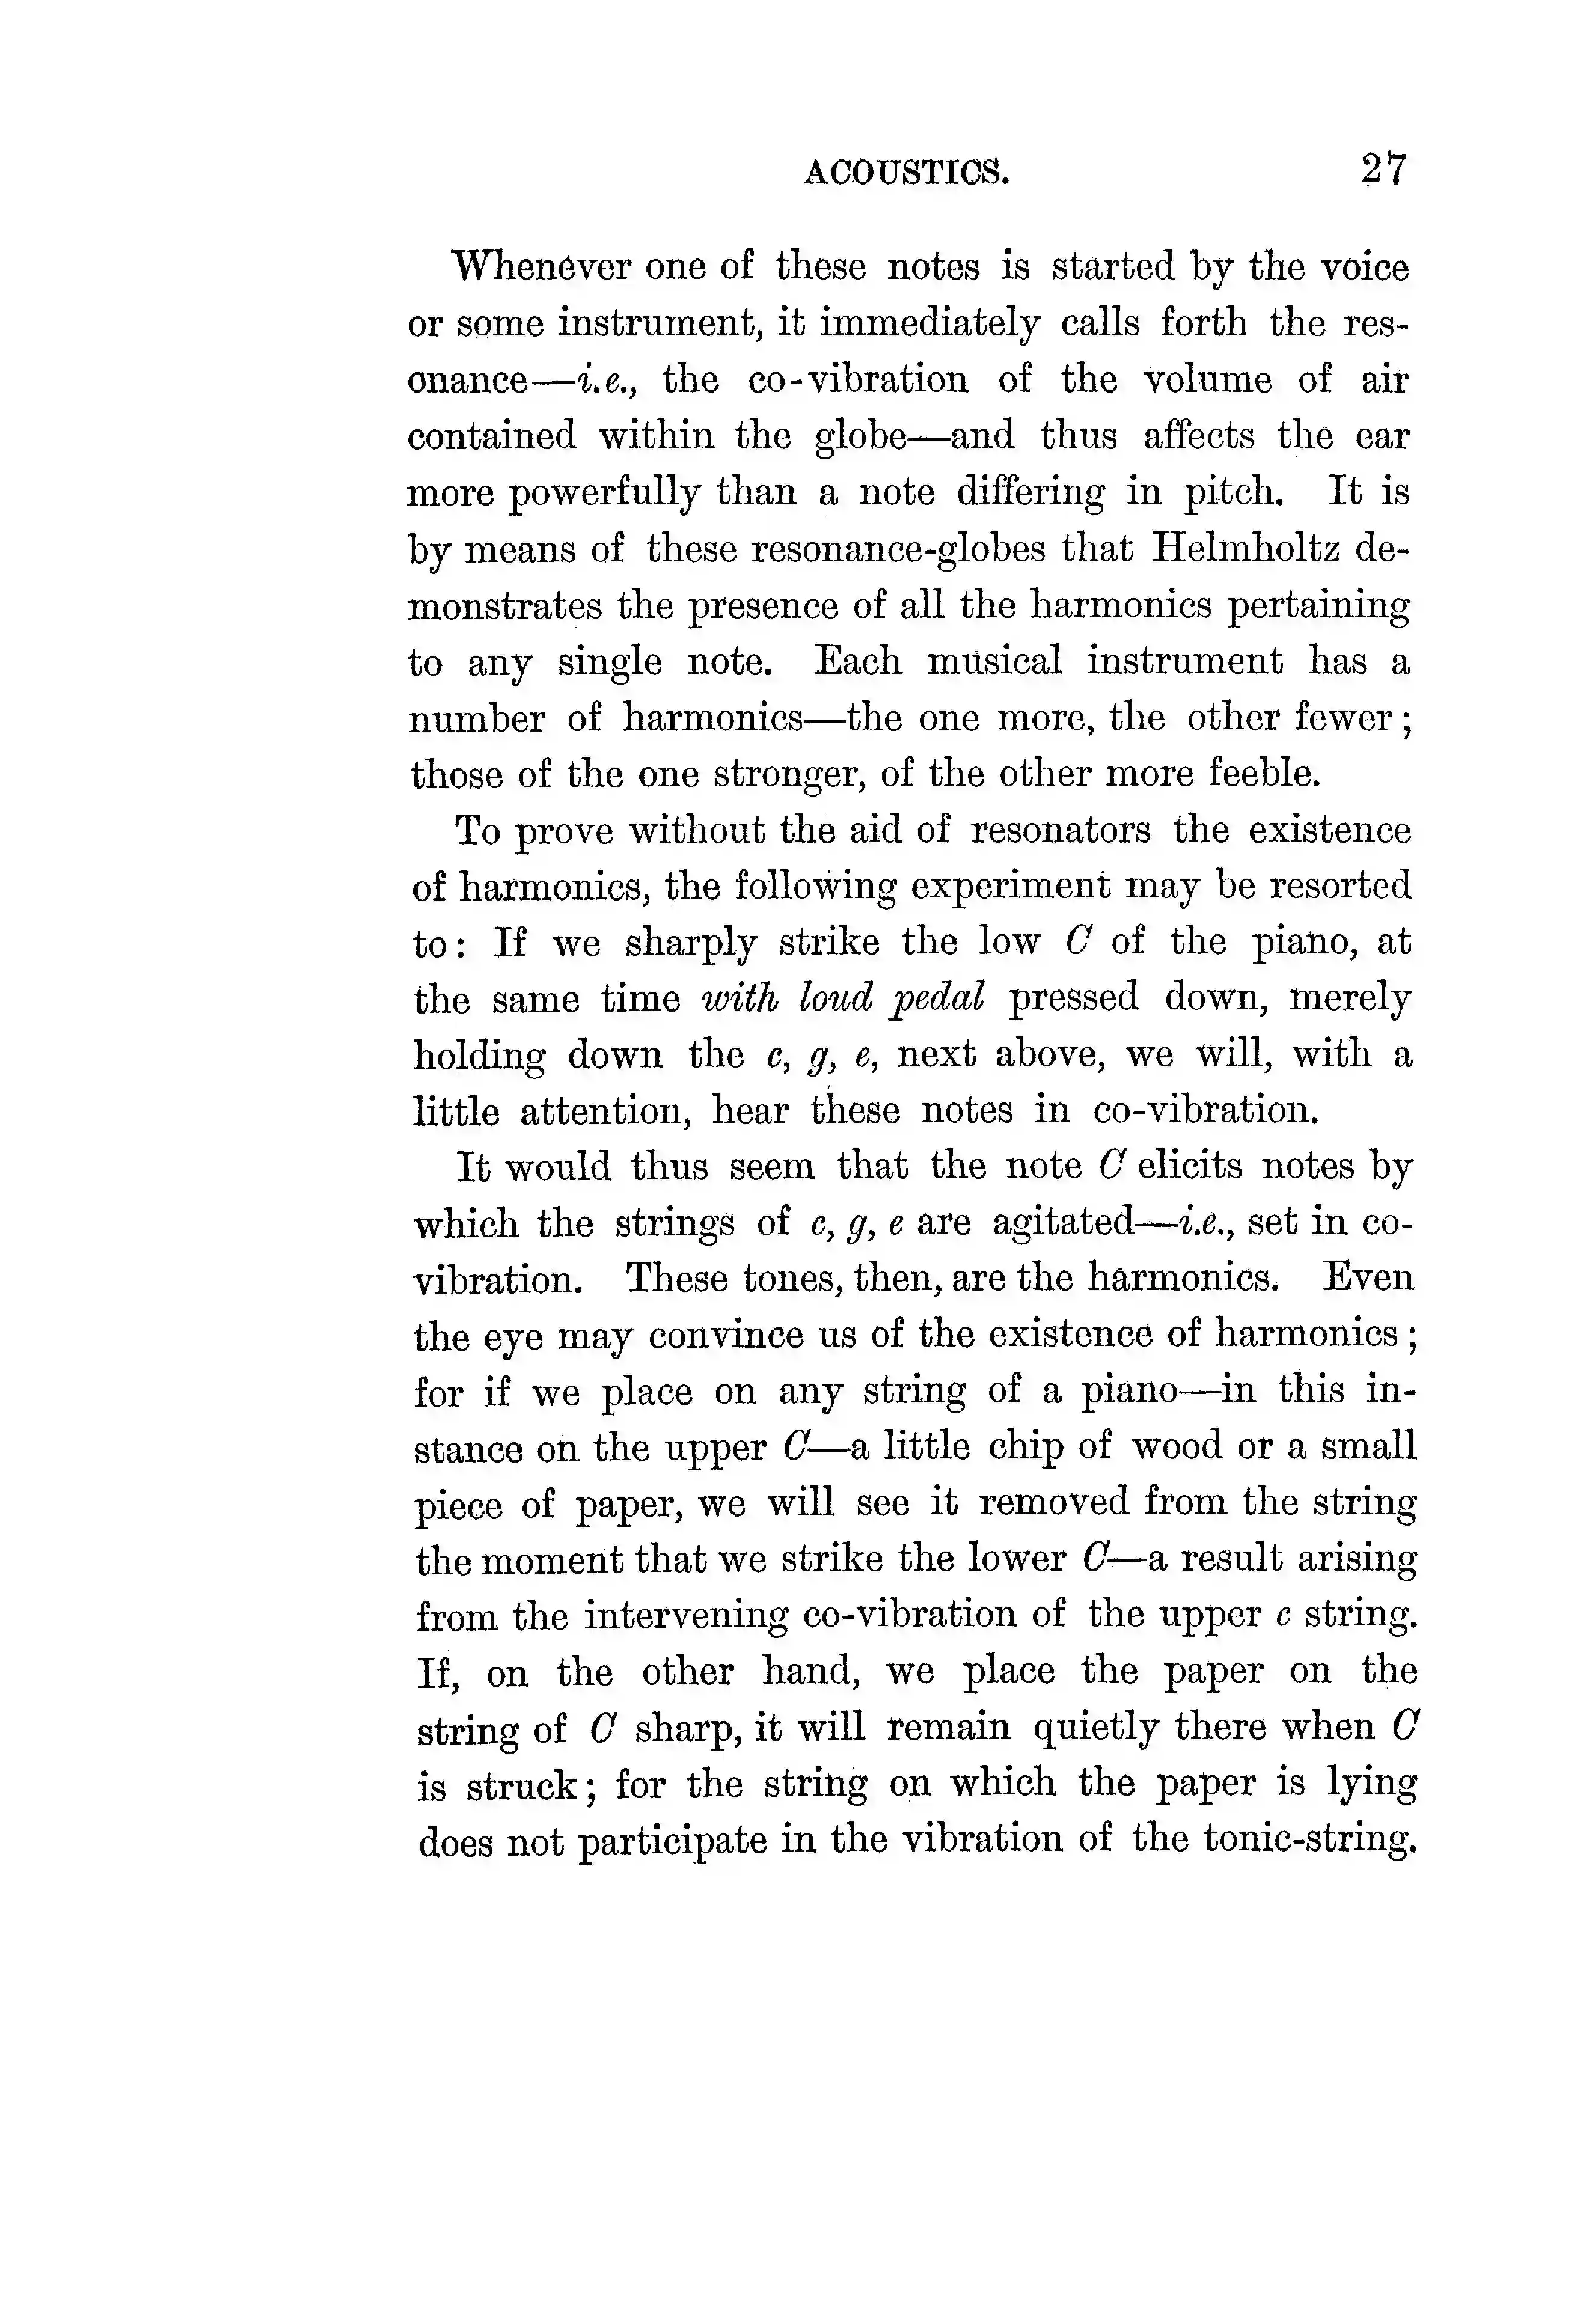 ACOUSTICS. 27
Whenever one of these notes is started by the voice
or some instrument, it immediately calls forth the res-
onance—i.e., the co-vibration of the volume of air
contained within the globe—and thus affects the ear
more powerfully than a note differing in pitch. It is
by means of these resonance-globes that Helmholtz de-
monstrates the presence of all the harmonics pertaining
to any single note. Each musical instrument has a
number of harmonics—the one more, the other fewer;
those of the one stronger, of the other more feeble.
To prove without the aid of resonators the existence
of harmonics, the following experiment may be resorted
to: If we sharply strike the low C of the piano, at
the same time with loud pedal pressed down, merely
holding down the c, g, e, next above, we will, with a
little attention, hear these notes in co-vibration.
It would thus seem that the note C elicits notes by
which the strings of c, g, e are agitated—i.e., set in co-
vibration. These tones, then, are the harmonics. Even
the eye may convince us of the existence of harmonics;
for if we place on any string of a piano—in this in-
stance on the upper C—a little chip of wood or a small
piece of paper, we will see it removed from the string
the moment that we strike the lower C—a result arising
from the intervening co-vibration of the upper c string.
If, on the other hand, we place the paper on the
string of C sharp, it will remain quietly there when C
is struck; for the string on which the paper is lying
does not participate in the vibration of the tonic-string.